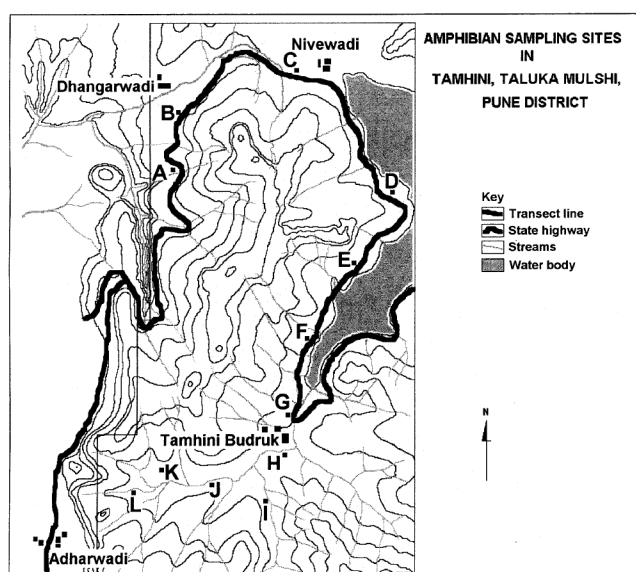 AMPHIBIAN SAMPLING SITES
IN
TAMHINI, TALUKA MULSHI,
PUNE DISTRICT
Key
Transect line
State highway
Streams
Water body
N
C
Nivewadi
Dhangarwadi
B
A
D
E
F
G
Tamhini Budruk
H
K
J
L
I
Adharwadi